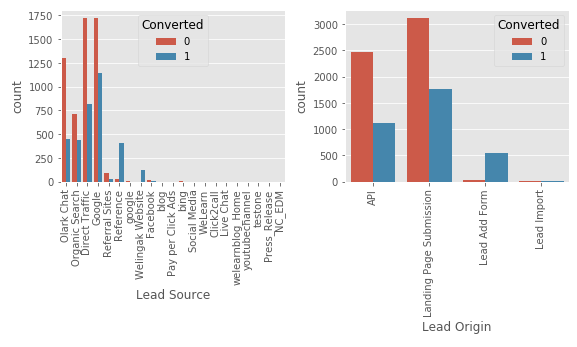 Converted
0
1
1750
1500
1250
1000
750
500
250
0
count
Olark Chat
Organic Search
Direct Traffic
Google
Referral Sites
Reference
google
Welingak Website
Facebook
blog
Pay per Click Ads
bing
Social Media
WeLearn
Click2call
Live Chat
welearnblog_Home
youtubechannel
testone
Press_Release
NC_EDM
Lead Source
Converted
0
1
3000
2500
2000
1500
1000
500
0
count
API
Landing Page Submission
Lead Add Form
Lead Import
Lead Origin